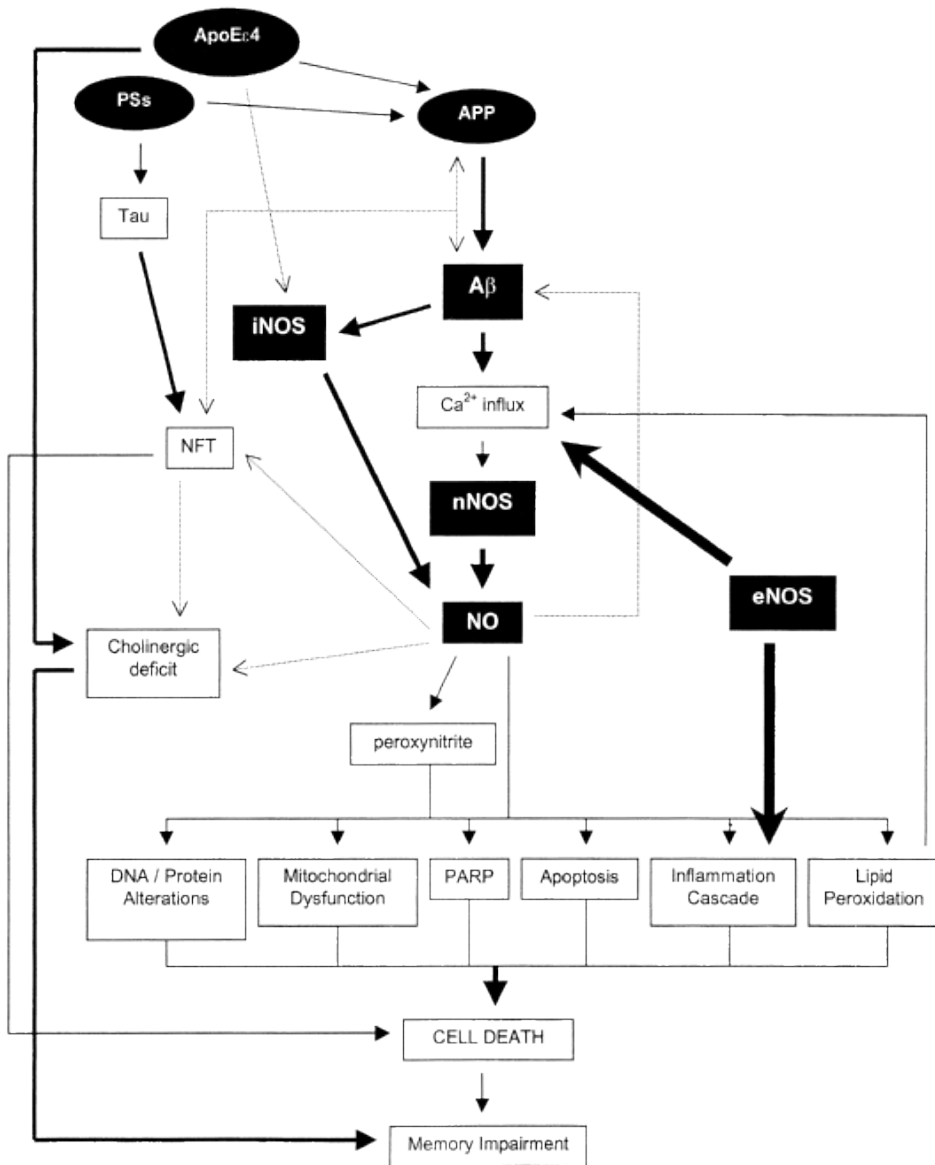 ApoEε4
PSs
APP
Tau
Aβ
iNOS
Ca²⁺ influx
NFT
nNOS
eNOS
NO
Cholinergic
deficit
peroxynitrite
DNA / Protein
Alterations
Mitochondrial
Dysfunction
PARP
Apoptosis
Inflammation
Cascade
Lipid
Peroxidation
CELL DEATH
Memory Impairment